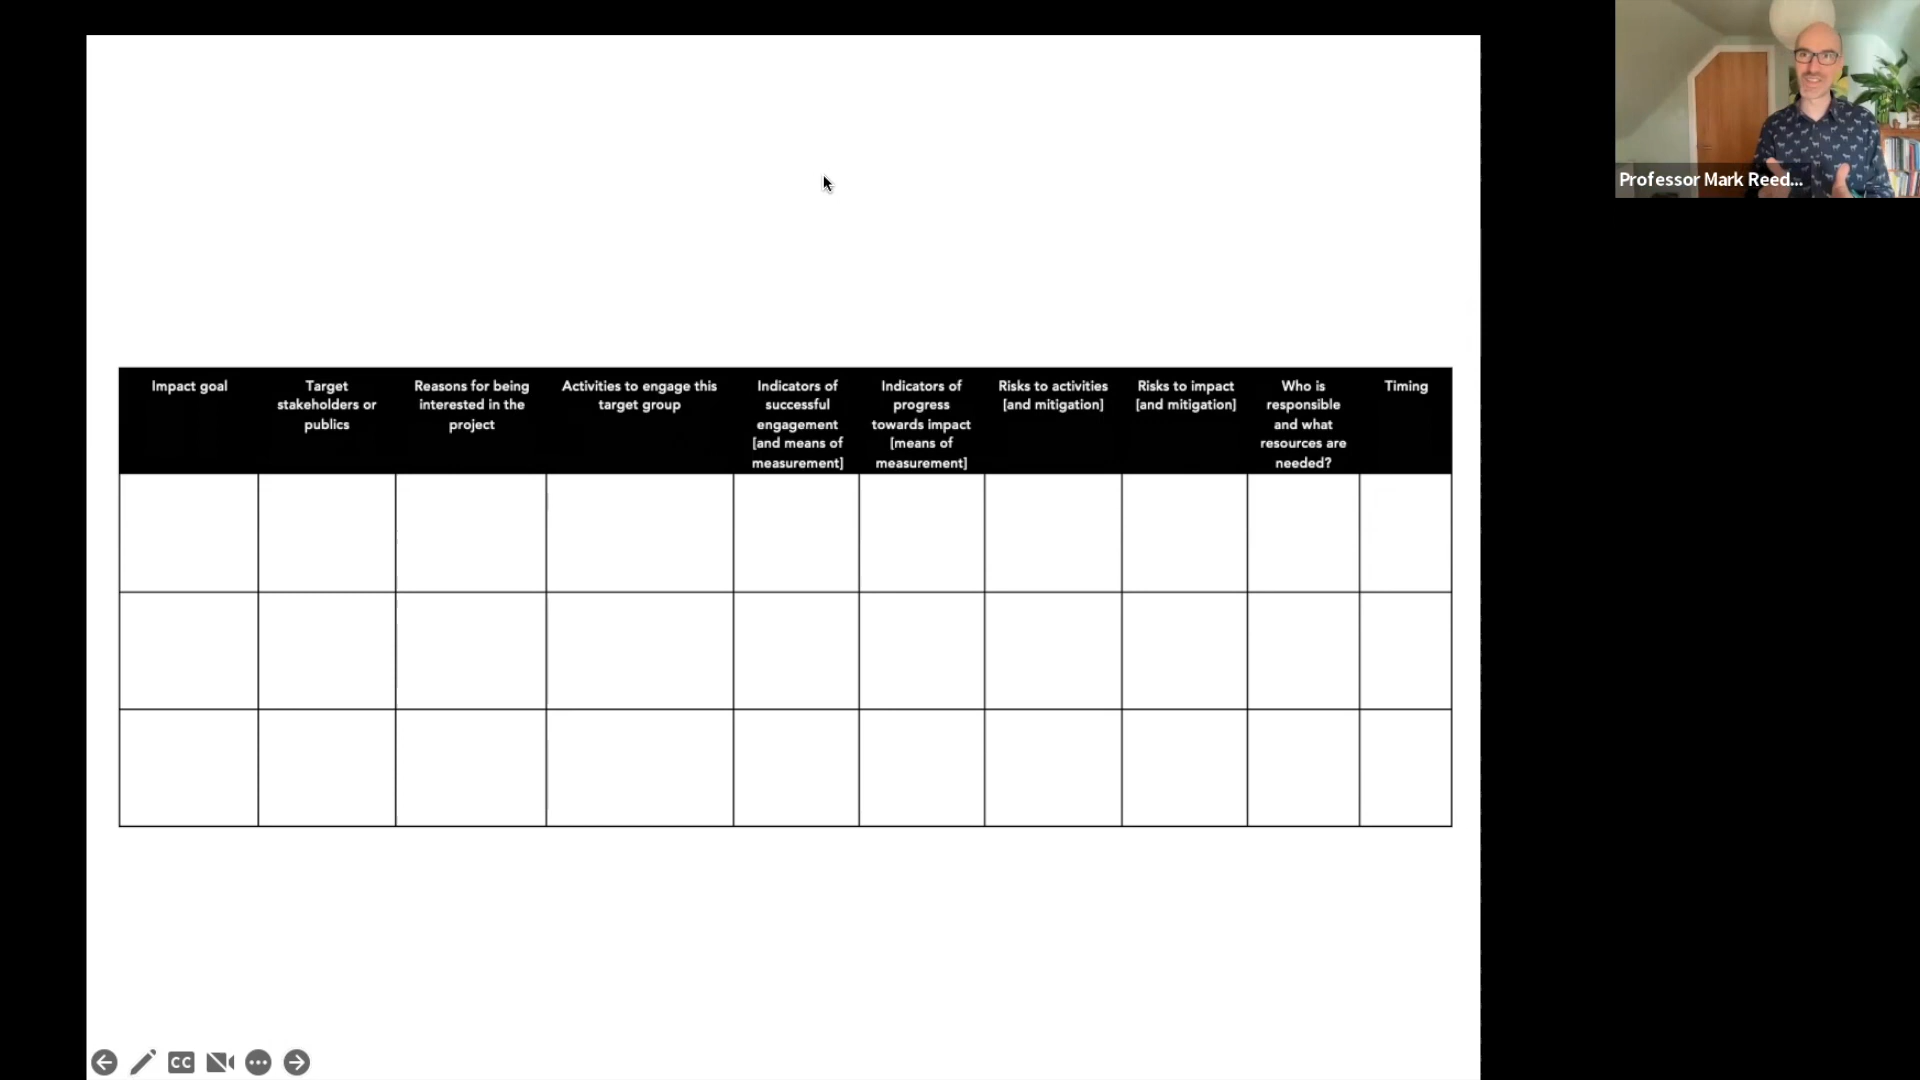 Professor Mark Reed...
Impact goal
Target
stakeholders or
publics
Reasons for being
interested in the
project
Activities to engage this
target group
Indicators of
successful
engagement
[and means of
measurement]
Indicators of
progress
towards impact
[means of
measurement]
Risks to activities
[and mitigation]
Risks to impact
[and mitigation]
Who is
responsible
and what
resources are
needed?
Timing
CC